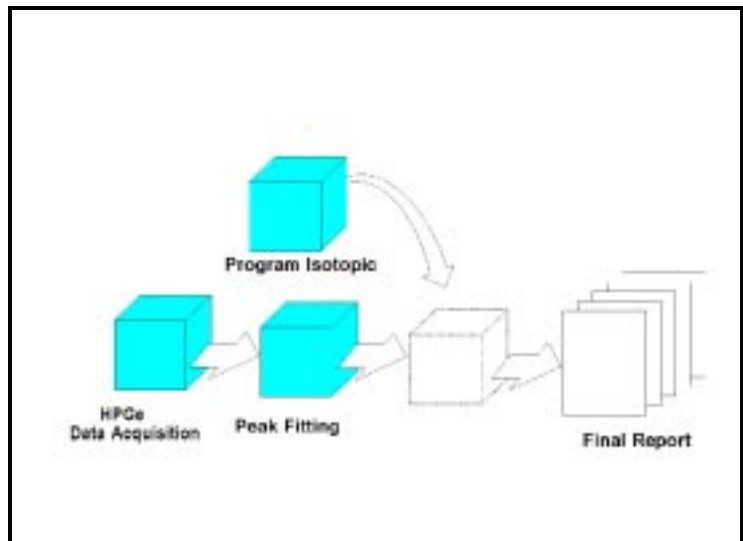 Program Isotopic
HPGe
Data Acquisition
Peak Fitting
Final Report